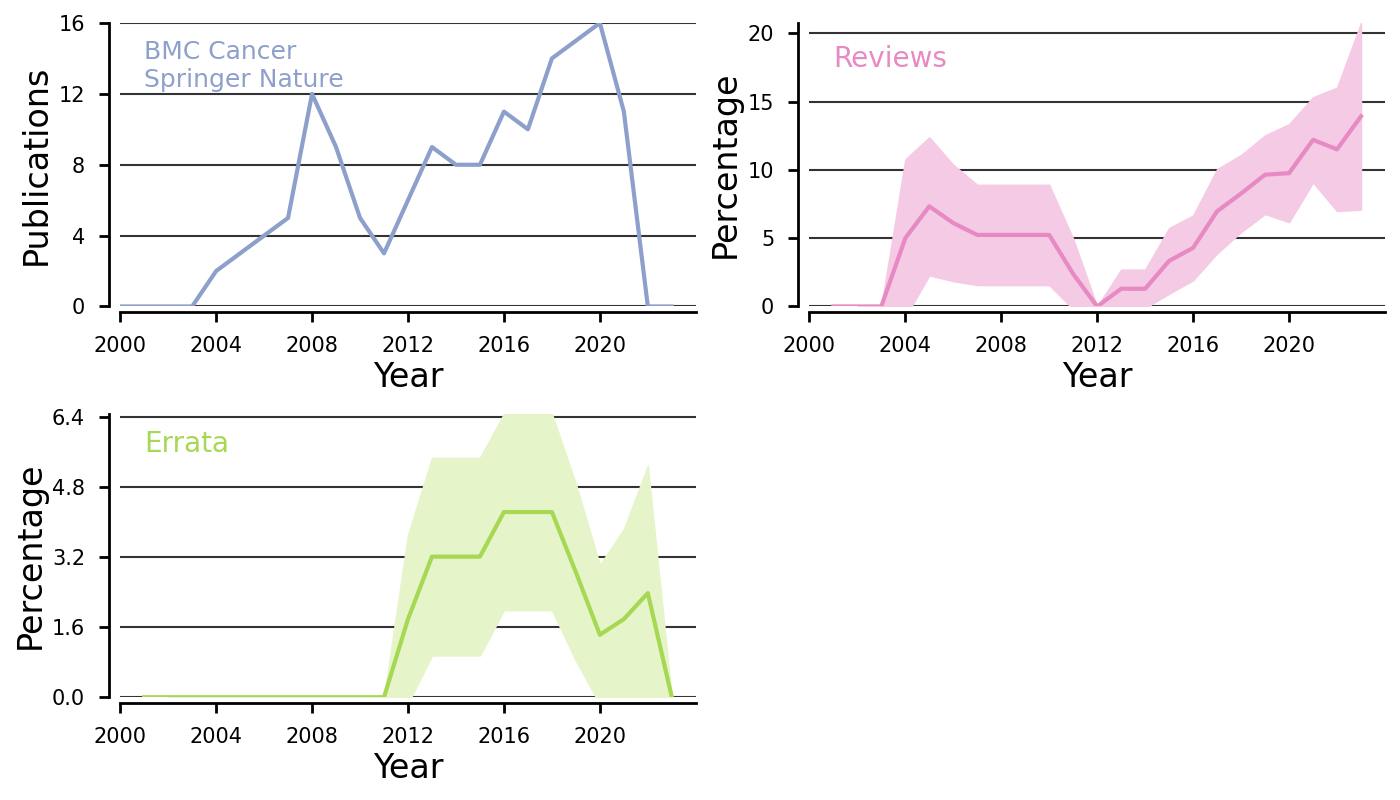 Publications
16
12
8
4
0
BMC Cancer
Springer Nature
2000 2004 2008 2012 2016 2020
Year
Percentage
20
15
10
5
0
Reviews
2000 2004 2008 2012 2016 2020
Year
Percentage
6.4
4.8
3.2
1.6
0.0
Errata
2000 2004 2008 2012 2016 2020
Year